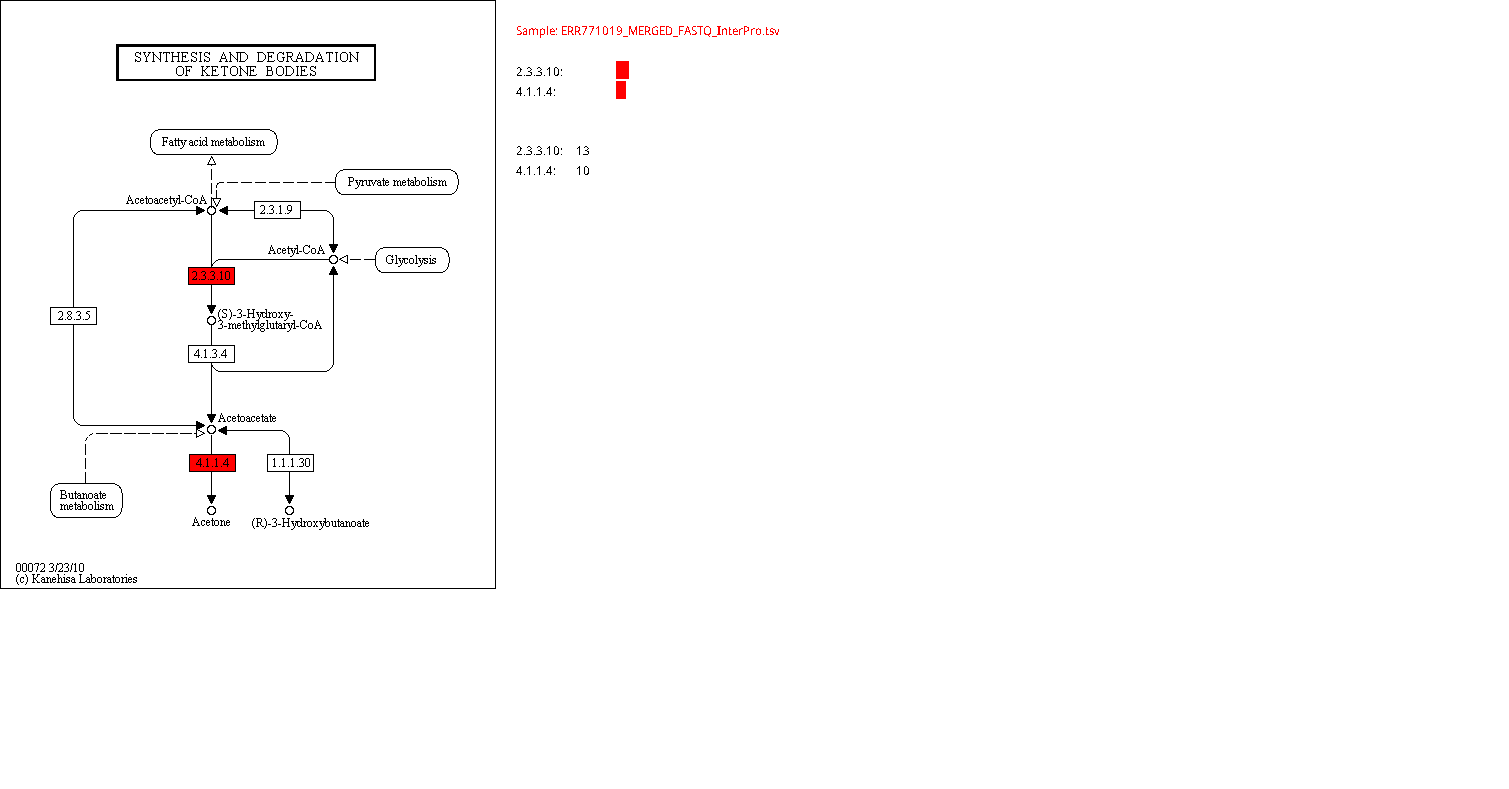 SYNTHESIS AND DEGRADATION
OF KETONE BODIES
Fatty acid metabolism
Pyruvate metabolism
Acetoacetyl-CoA
2.3.1.9
Acetyl-CoA
Glycolysis
2.3.3.10
2.8.3.5
(S)-3-Hydroxy-
3-methylglutaryl-CoA
4.1.3.4
Acetoacetate
4.1.1.4
1.1.1.30
Butanoate
metabolism
Acetone
(R)-3-Hydroxybutanoate
00072 3/23/10
(c) Kanehisa Laboratories
Sample: ERR771019_MERGED_FASTQ_InterPro.tsv
2.3.3.10:
4.1.1.4:
2.3.3.10: 13
4.1.1.4: 10